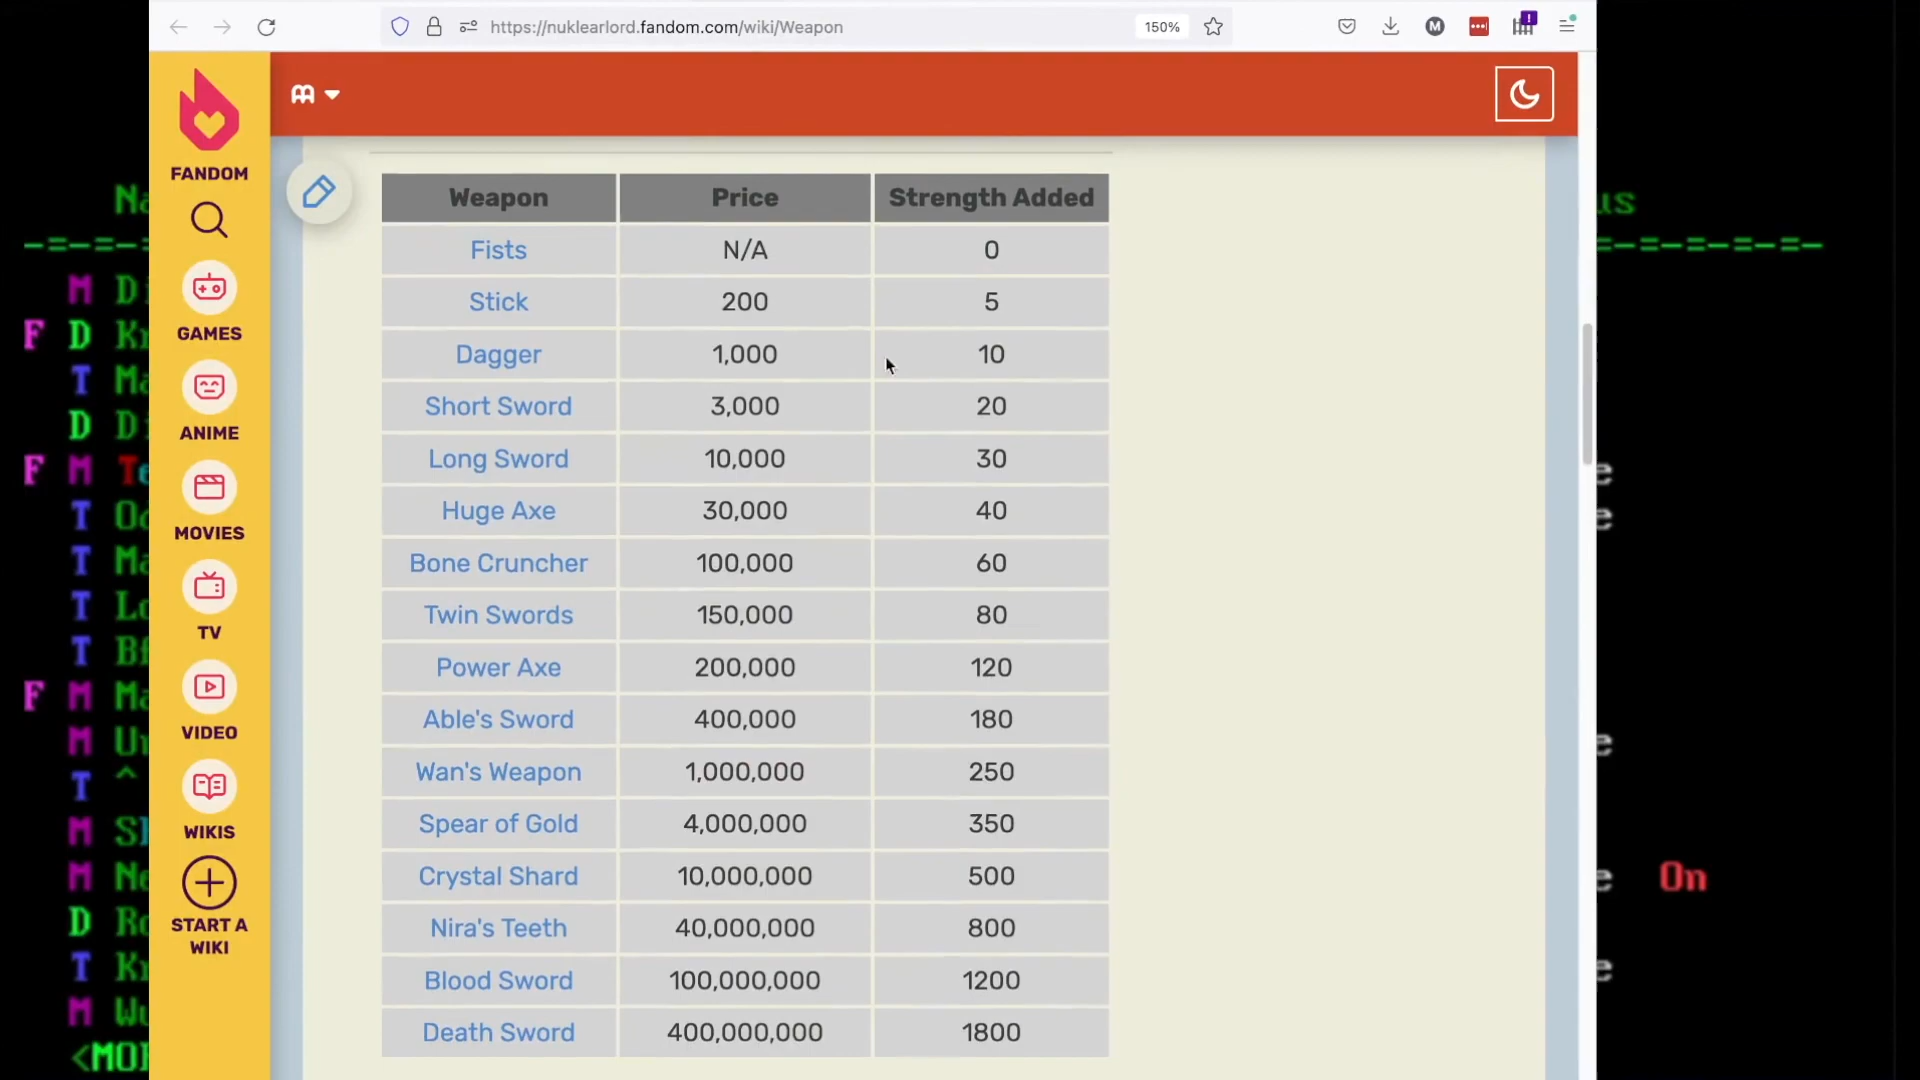 https://nuklearlord.fandom.com/wiki/Weapon
150%
M
FANDOM
GAMES
ANIME
MOVIES
TV
VIDEO
WIKIS
START A
WIKI
Weapon Price Strength Added
Fists N/A 0
Stick 200 5
Dagger 1,000 10
Short Sword 3,000 20
Long Sword 10,000 30
Huge Axe 30,000 40
Bone Cruncher 100,000 60
Twin Swords 150,000 80
Power Axe 200,000 120
Able's Sword 400,000 180
Wan's Weapon 1,000,000 250
Spear of Gold 4,000,000 350
Crystal Shard 10,000,000 500
Nira's Teeth 40,000,000 800
Blood Sword 100,000,000 1200
Death Sword 400,000,000 1800
-=-=-=
=-=-=-=-=-
M
F D
T
D
F M
T
T
T
T
F M
M
T ^
M
M On
D
T
M